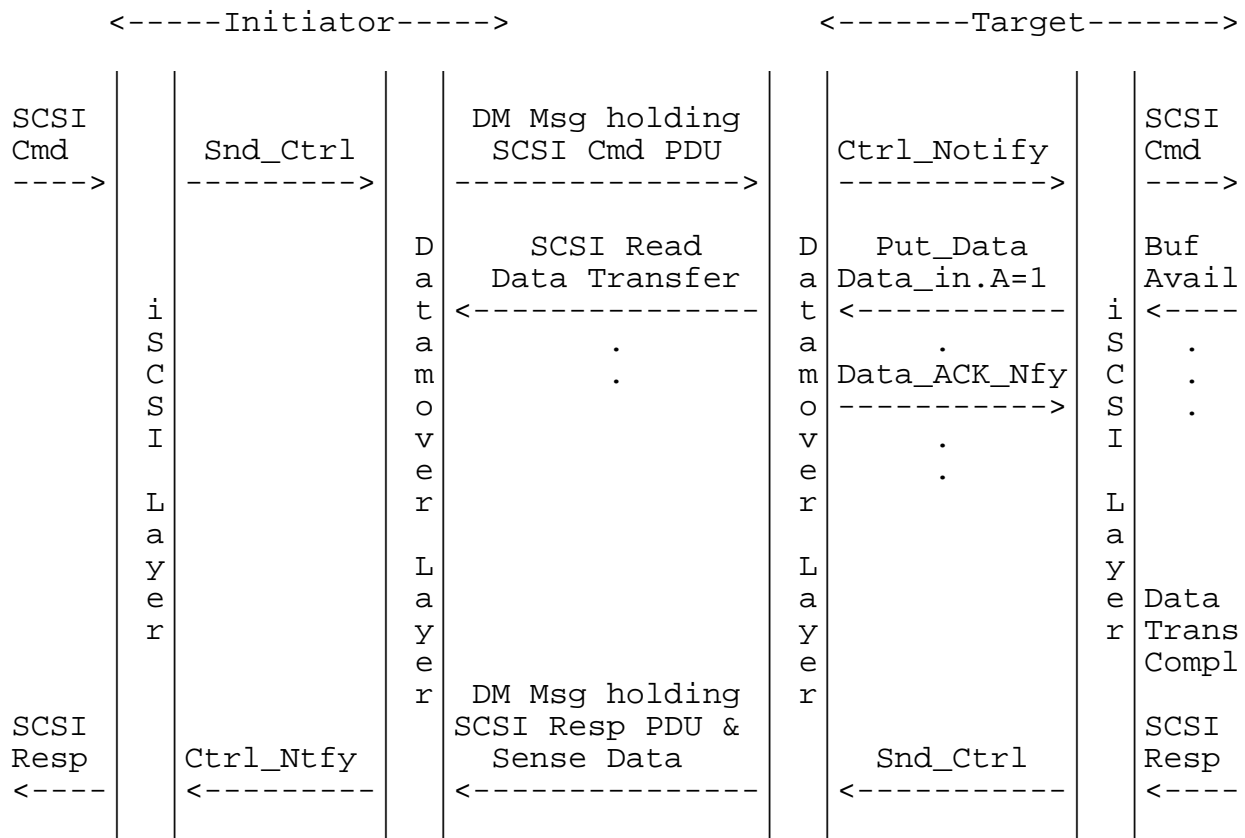 <-----Initiator-----> <-------Target------->
SCSI DM Msg holding SCSI
Cmd Snd_Ctrl SCSI Cmd PDU Ctrl_Notify Cmd
----> ---------> ---------------> -----------> ---->
SCSI Read Put_Data Buf
Data Transfer Data_in.A=1 Avail
<--------------- <----------- <----
. . .
. Data_ACK_Nfy .
-----------> .
.
.
iSCSI Layer
Datamover Layer
Datamover Layer
iSCSI Layer
Data
Trans
Compl
DM Msg holding
SCSI SCSI Resp PDU & SCSI
Resp Ctrl_Ntfy Sense Data Snd_Ctrl Resp
<---- <--------- <--------------- <----------- <----